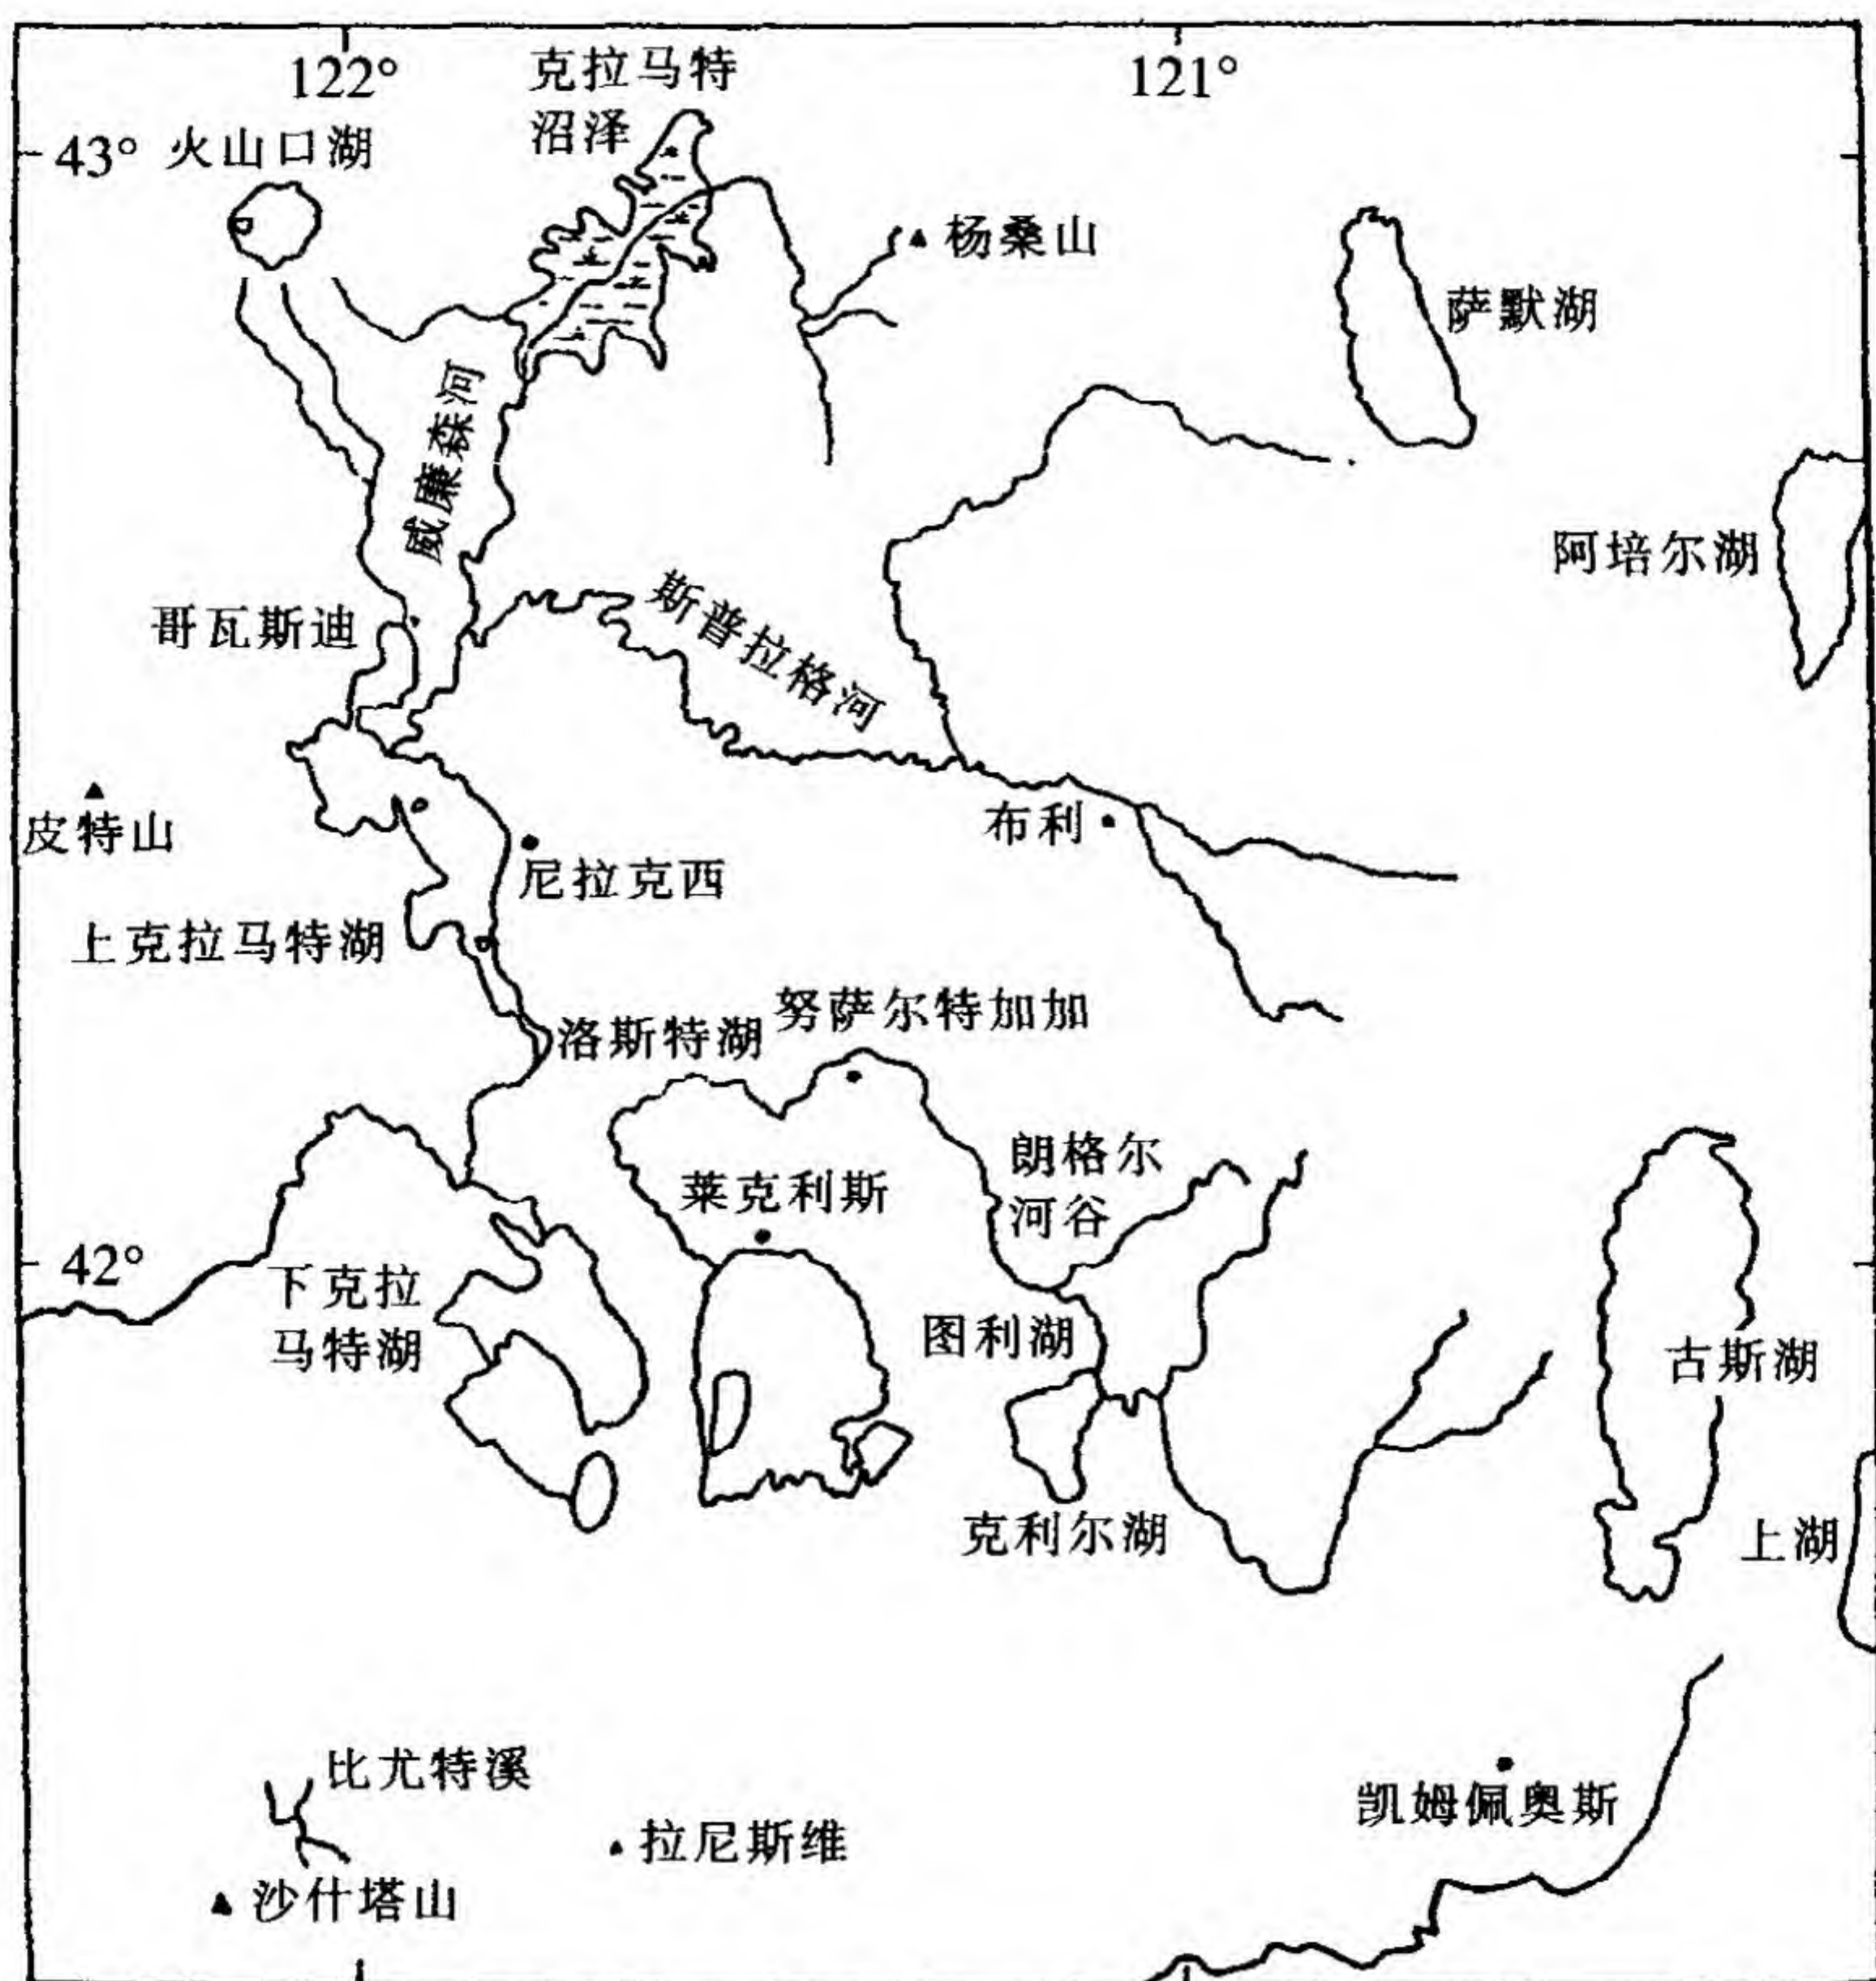 122°
克拉马特
沼泽
121°
43°
火山口湖
杨桑山
萨默湖
威廉森河
阿培尔湖
哥瓦斯迪
斯普拉格河
皮特山
布利
尼拉克西
上克拉马特湖
努萨尔特加加
洛斯特湖
朗格尔
河谷
莱克利斯
42°
下克拉
马特湖
图利湖
古斯湖
克利尔湖
上湖
比尤特溪
凯姆佩奥斯
拉尼斯维
沙什塔山